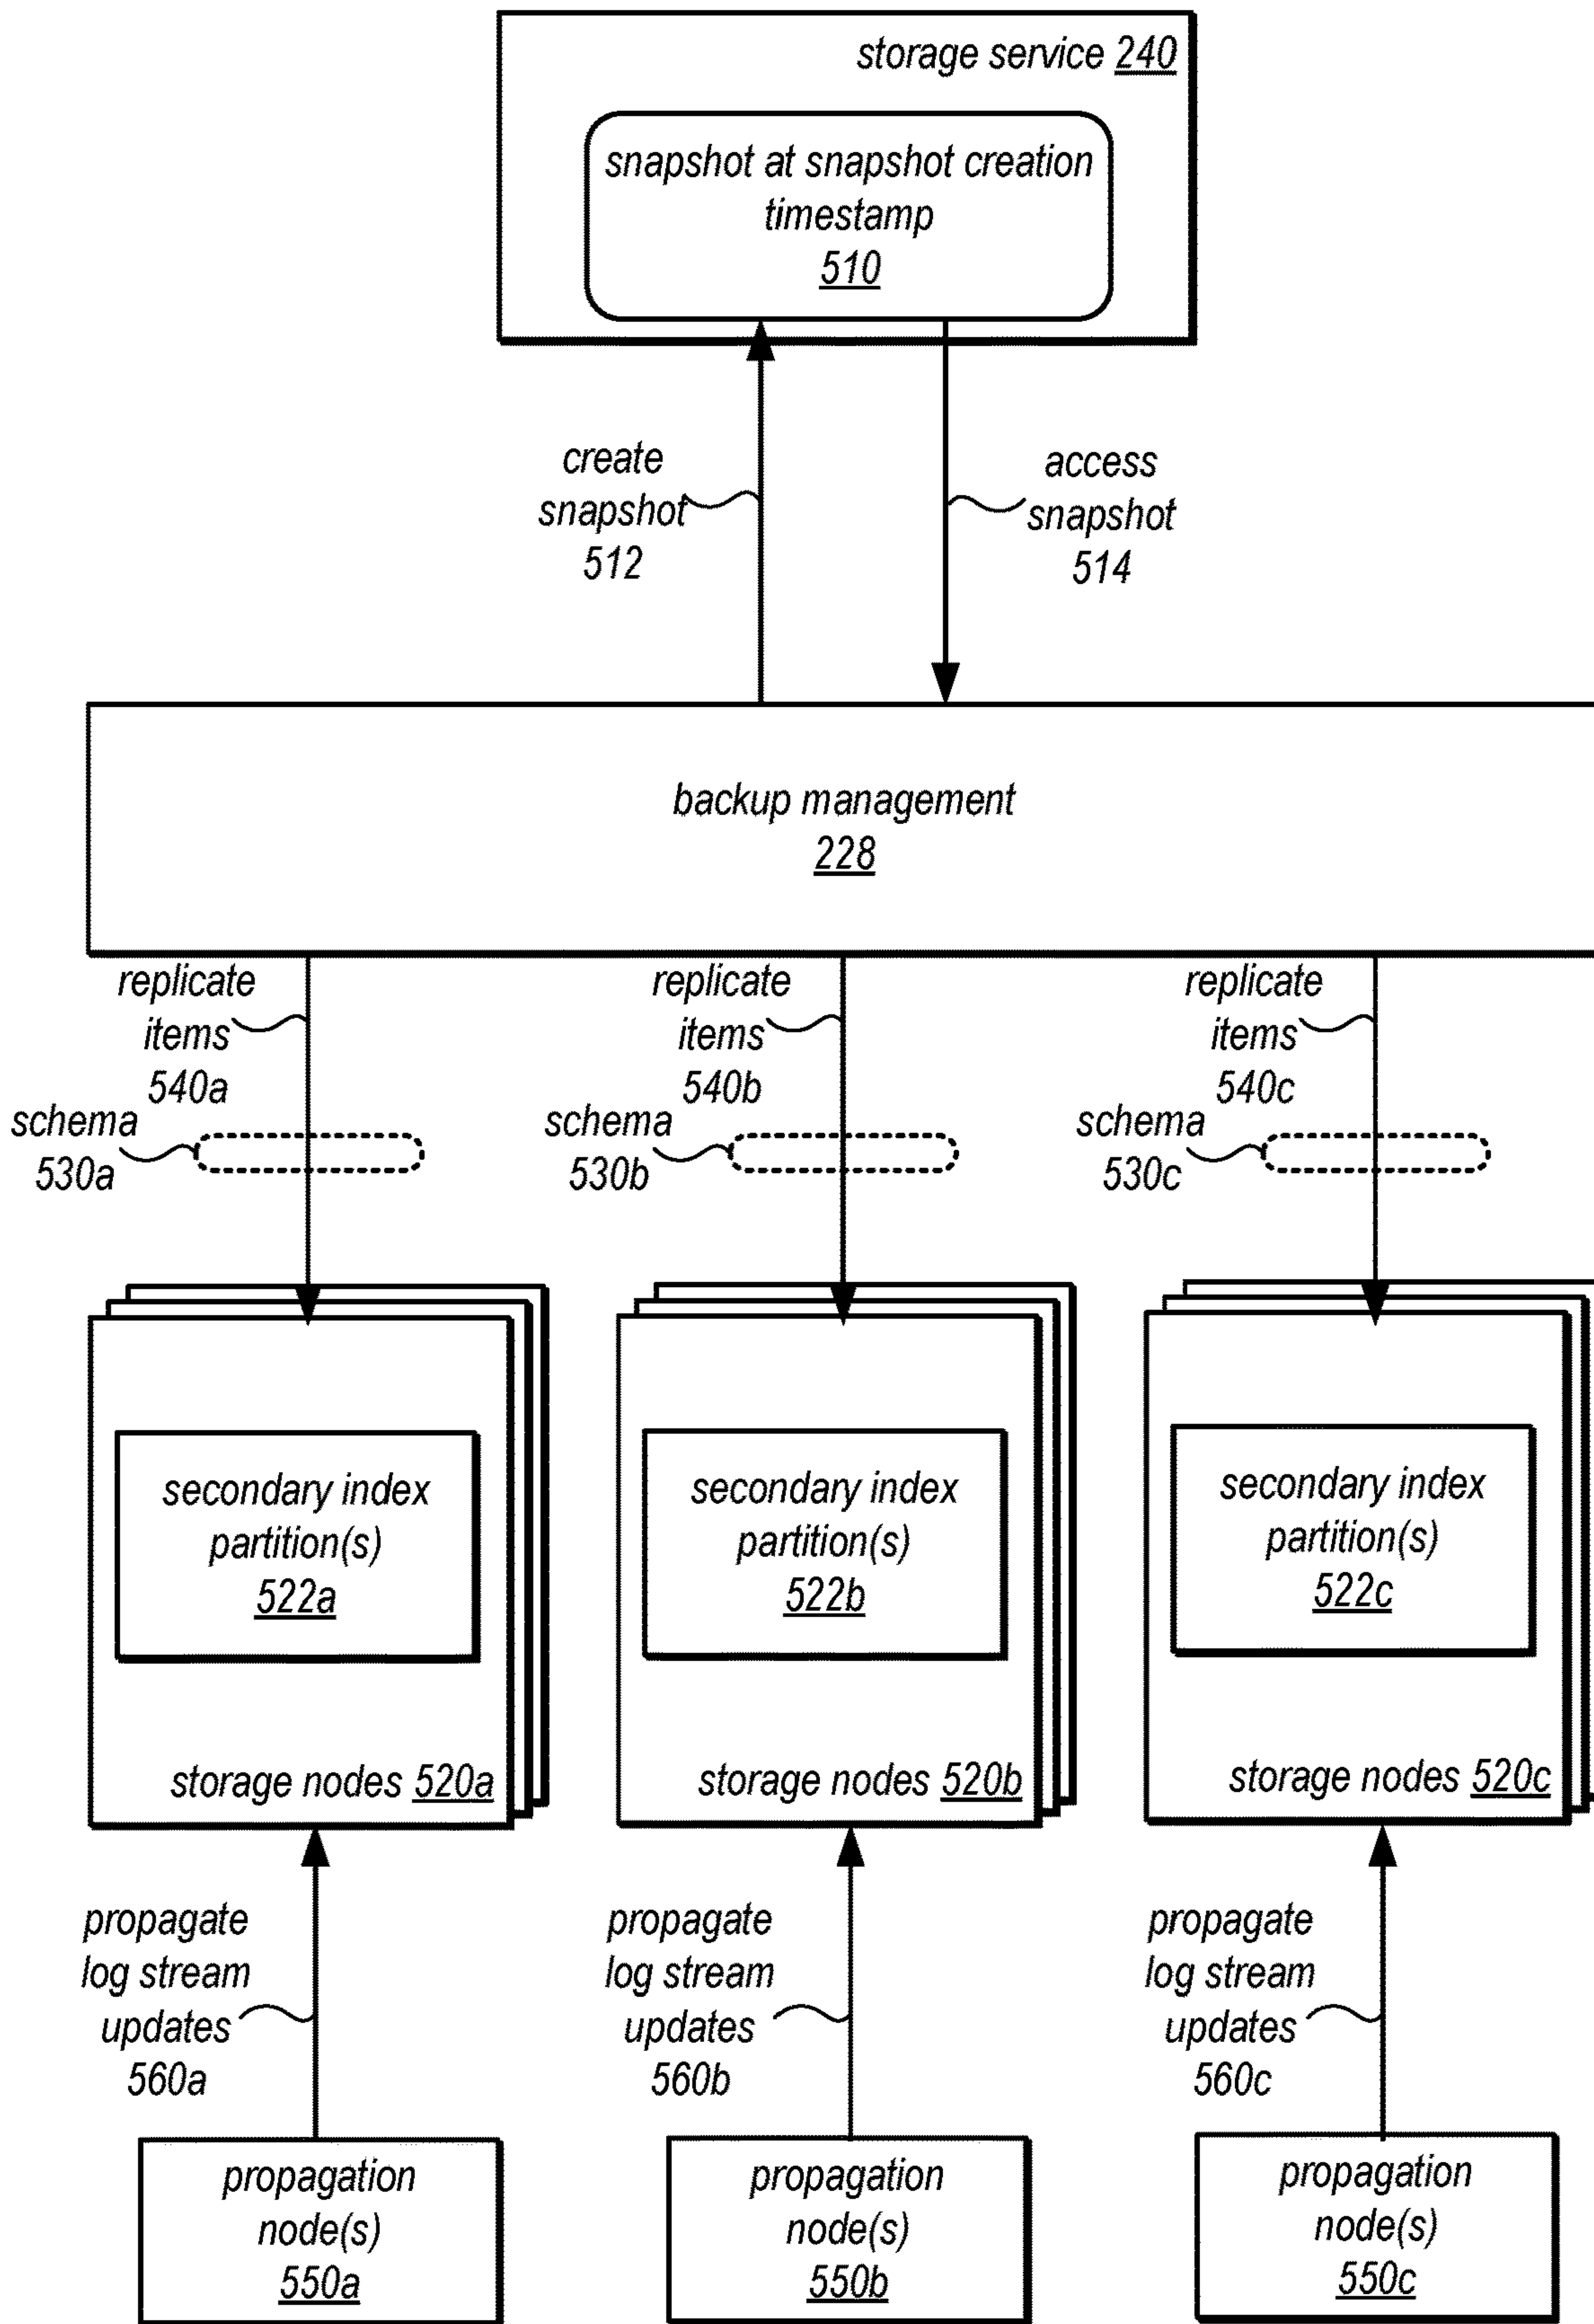 storage service 240
snapshot at snapshot creation
timestamp
510
create
snapshot
512
access
snapshot
514
backup management
228
replicate
items
540a
schema
530a
replicate
items
540b
schema
530b
replicate
items
540c
schema
530c
secondary index
partition(s)
522a
storage nodes 520a
secondary index
partition(s)
522b
storage nodes 520b
secondary index
partition(s)
522c
storage nodes 520c
propagate
log stream
updates
560a
propagate
log stream
updates
560b
propagate
log stream
updates
560c
propagation
node(s)
550a
propagation
node(s)
550b
propagation
node(s)
550c